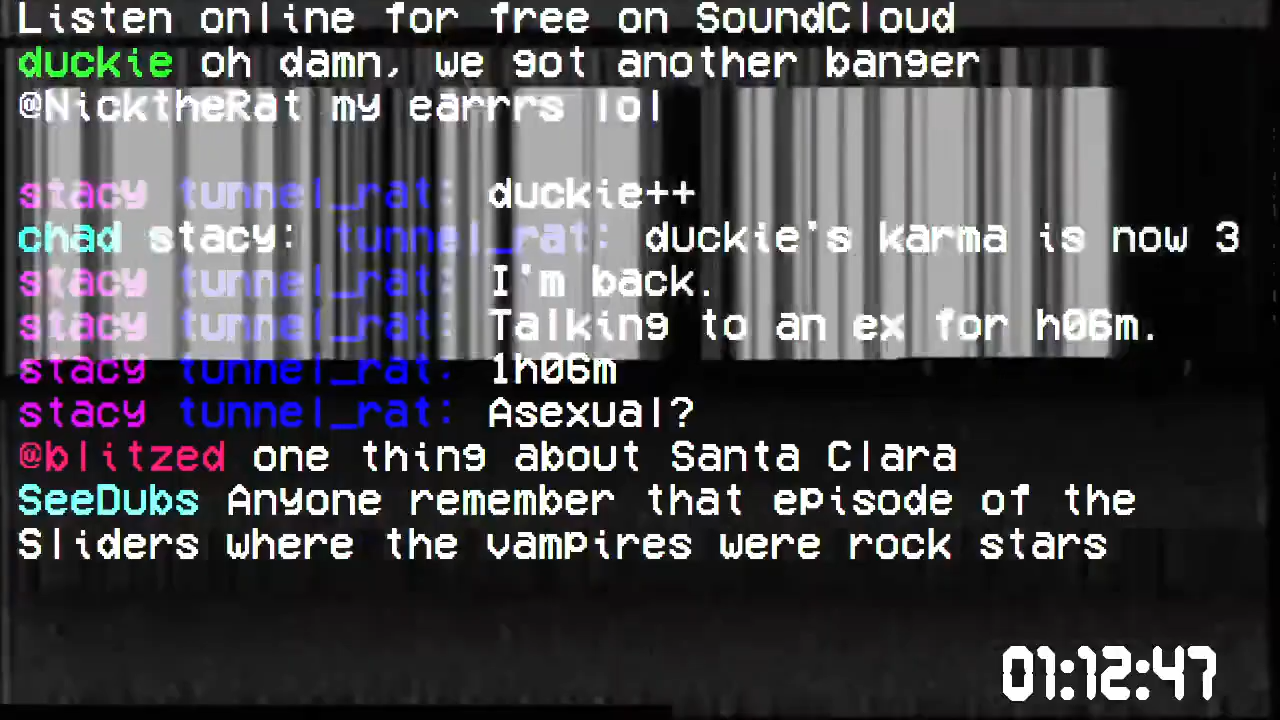 Listen online for free on SoundCloud
duckie oh damn, we got another banger
@NicktheRat my earrrs lol
stacy tunnel_rat: duckie++
chad stacy: tunnel_rat: duckie's karma is now 3
stacy tunnel_rat: I'm back.
stacy tunnel_rat: Talking to an ex for h06m.
stacy tunnel_rat: 1h06m
stacy tunnel_rat: Asexual?
@blitzed one thing about Santa Clara
SeeDubs Anyone remember that episode of the
Sliders where the vampires were rock stars
01:12:47